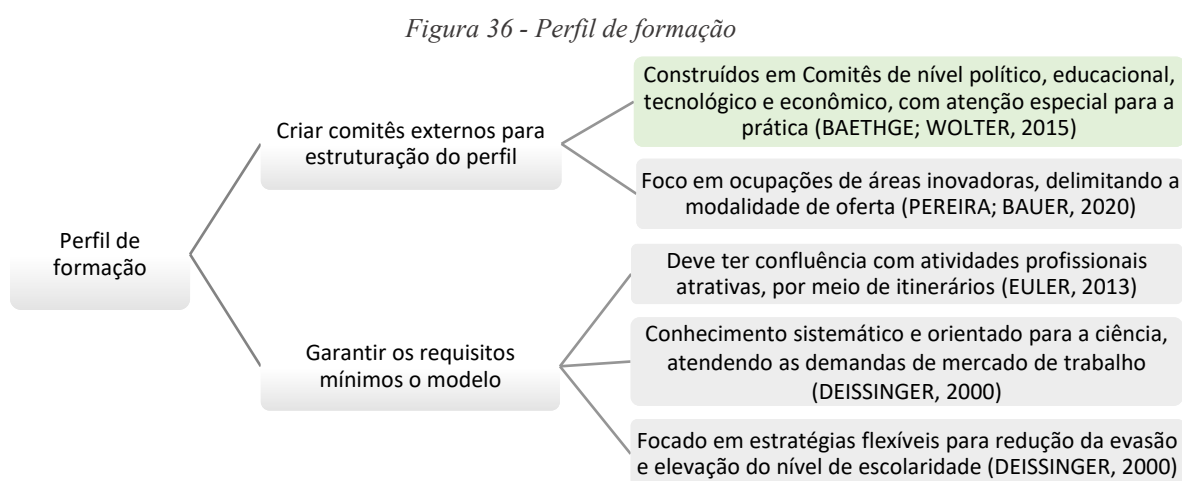 Figura 36 - Perfil de formação
Perfil de
formação
Criar comitês externos para
estruturação do perfil
Construídos em Comitês de nível político, educacional,
tecnológico e econômico, com atenção especial para a
prática (BAETHGE; WOLTER, 2015)
Foco em ocupações de áreas inovadoras, delimitando a
modalidade de oferta (PEREIRA; BAUER, 2020)
Garantir os requisitos
mínimos o modelo
Deve ter confluência com atividades profissionais
atrativas, por meio de itinerários (EULER, 2013)
Conhecimento sistemático e orientado para a ciência,
atendendo as demandas de mercado de trabalho
(DEISSINGER, 2000)
Focado em estratégias flexíveis para redução da evasão
e elevação do nível de escolaridade (DEISSINGER, 2000)